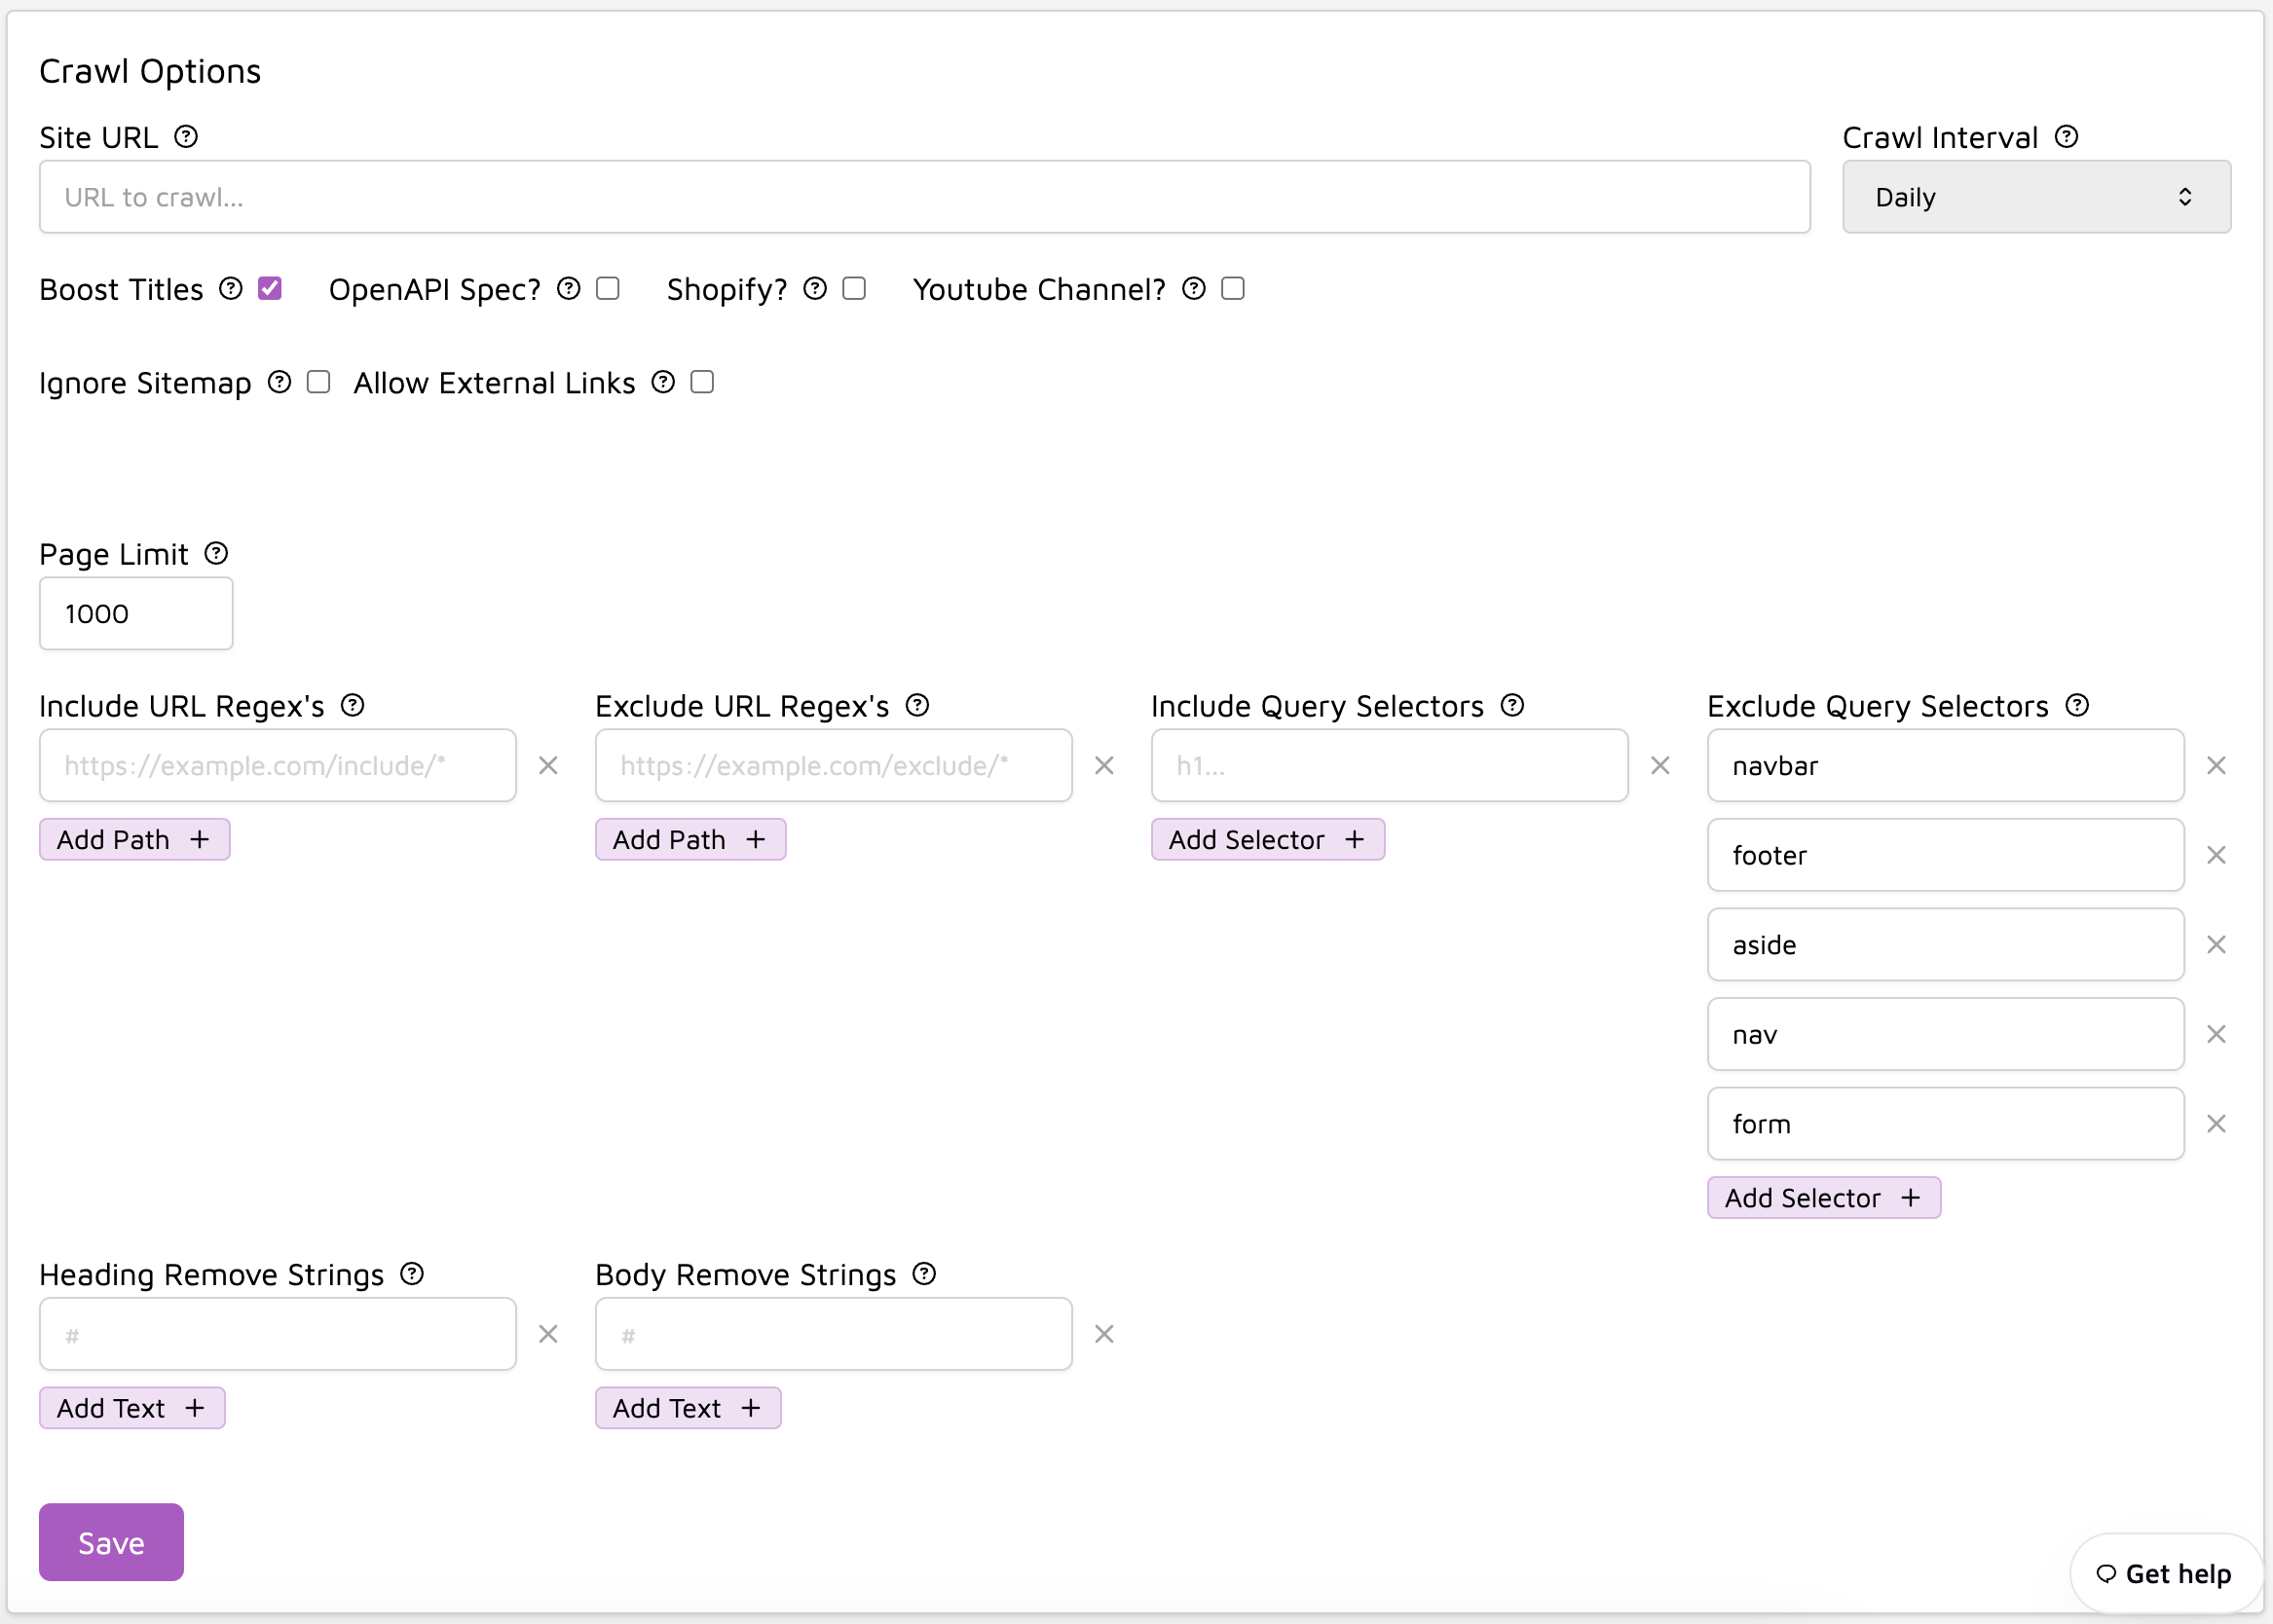 Crawl Options
Site URL
Crawl Interval
URL to crawl...
Daily
Boost Titles OpenAPI Spec? Shopify? Youtube Channel?
Ignore Sitemap Allow External Links
Page Limit
1000
Include URL Regex's
https://example.com/include/*
Add Path +
Exclude URL Regex's
https://example.com/exclude/*
Add Path +
Include Query Selectors
h1...
Add Selector +
Exclude Query Selectors
navbar
footer
aside
nav
form
Add Selector +
Heading Remove Strings
#
Add Text +
Body Remove Strings
#
Add Text +
Save
Get help